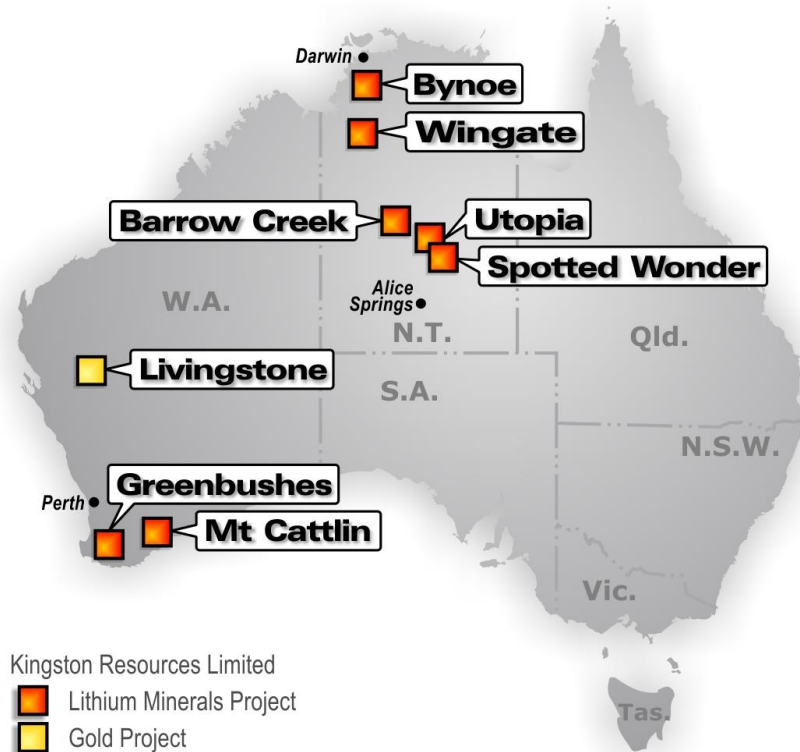 Darwin
Bynoe
Wingate
Barrow Creek
Utopia
Spotted Wonder
Alice
Springs
W.A.
N.T.
Qld.
Livingstone
S.A.
N.S.W.
Greenbushes
Perth
Mt Cattlin
Vic.
Kingston Resources Limited
Lithium Minerals Project
Tas.
Gold Project